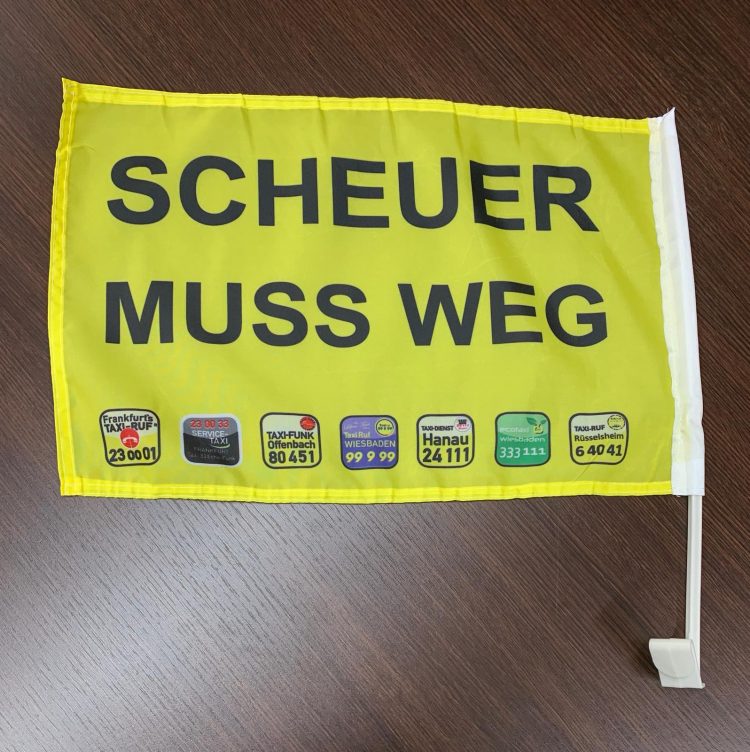 SCHEUER
MUSS WEG
Frankfurt's
TAXI-RUF
23 00 01
23 00 33
SERVICE-
TAXI
FRANKFURT
TAXI-FUNK
Offenbach
80 451
Taxi Ruf
WIESBADEN
99 9 99
TAXI-DIENST
Hanau
24 111
ecotaxi
wiesbaden
333 111
TAXI-RUF
Rüsselsheim
6 40 41